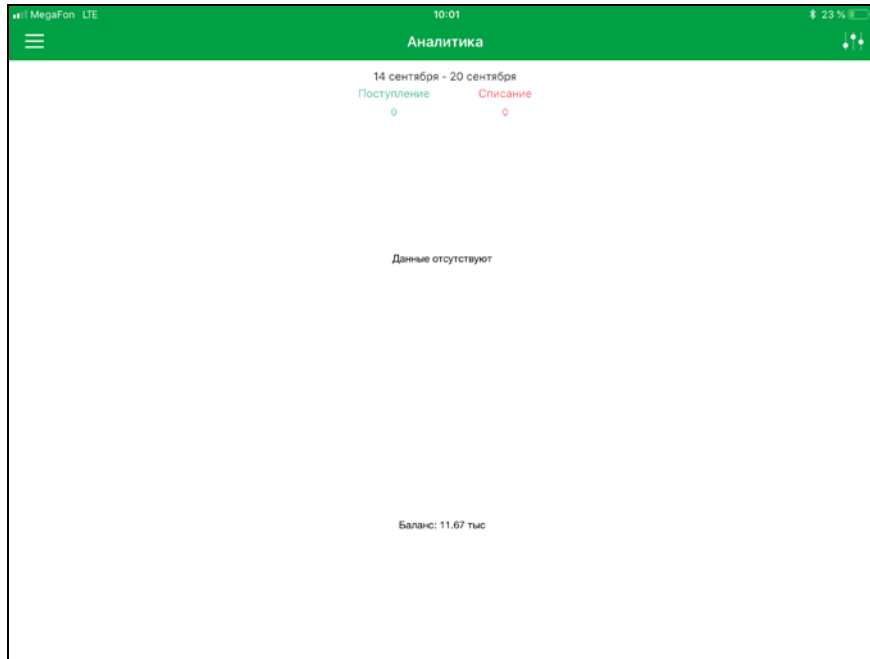 MegaFon LTE 10:01 23 %
Аналитика
14 сентября - 20 сентября
Поступление Списание
0 0
Данные отсутствуют
Баланс: 11.67 тыс